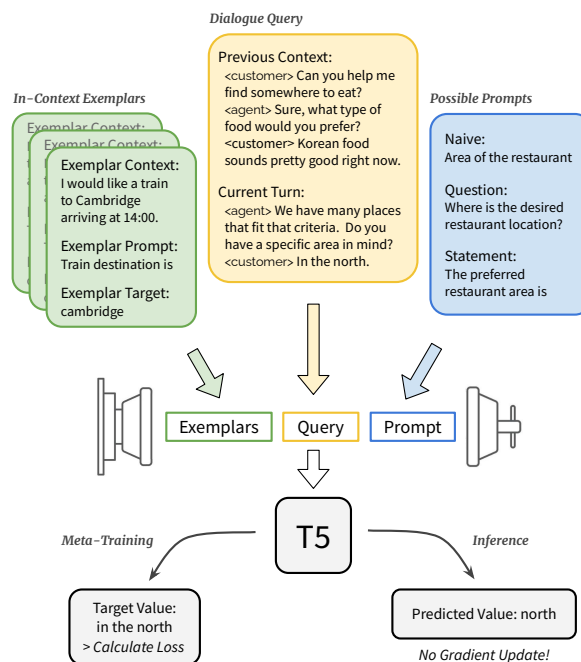 Dialogue Query
Previous Context:
<customer> Can you help me
find somewhere to eat?
<agent> Sure, what type of
food would you prefer?
<customer> Korean food
sounds pretty good right now.
Current Turn:
<agent> We have many places
that fit that criteria. Do you
have a specific area in mind?
<customer> In the north.
In-Context Exemplars
Exemplar Context:
Exemplar Context:
Exemplar Context:
I would like a train
to Cambridge
arriving at 14:00.
Exemplar Prompt:
Train destination is
Exemplar Target:
cambridge
Possible Prompts
Naive:
Area of the restaurant
Question:
Where is the desired
restaurant location?
Statement:
The preferred
restaurant area is
Exemplars
Query
Prompt
T5
Meta-Training
Inference
Target Value:
in the north
> Calculate Loss
Predicted Value: north
No Gradient Update!